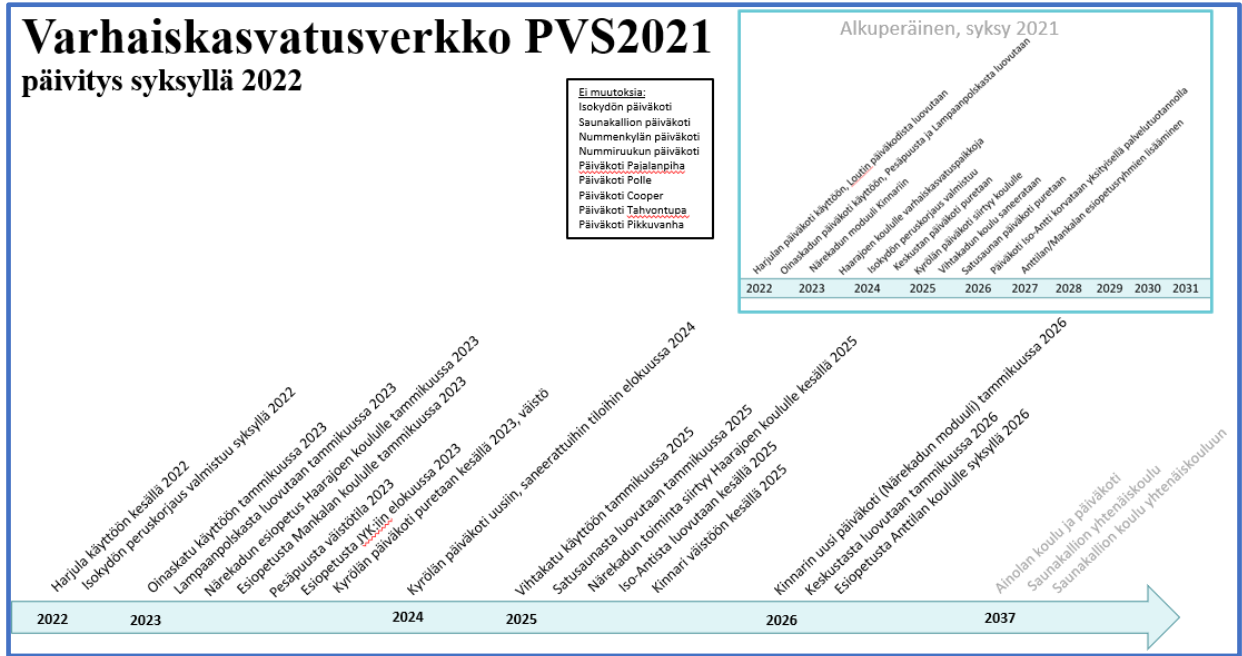 Varhaiskasvatusverkko PVS2021
päivitys syksyllä 2022
Ei muutoksia:
Isokydön päiväkoti
Saunakallion päiväkoti
Nummenkylän päiväkoti
Nummiruukun päiväkoti
Päiväkoti Pajalanpiha
Päiväkoti Polle
Päiväkoti Cooper
Päiväkoti Tahvontupa
Päiväkoti Pikkuvanha
Alkuperäinen, syksy 2021
Harjulan päiväkoti käyttöön, Loutin päiväkodista luovutaan
Oinaskadun päiväkoti käyttöön, Pesäpuusta ja Lampaanpolskasta luovutaan
Närekadun moduuli Kinnariin
Haarajoen koululle varhaiskasvatuspaikkoja
Isokydön peruskorjaus valmistuu
Keskustan päiväkoti puretaan
Kyrölän päiväkoti siirtyy koululle
Vihtakadun koulu saneerataan
Satusaunan päiväkoti puretaan
Päiväkoti Iso-Antti korvataan yksityisellä palvelutuotannolla
Anttilan/Mankalan esiopetusryhmien lisääminen
2022 2023 2024 2025 2026 2027 2028 2029 2030 2031
Harjula käyttöön kesällä 2022
Isokydön peruskorjaus valmistuu syksyllä 2022
Oinaskatu käyttöön tammikuussa 2023
Lampaanpolskasta luovutaan tammikuussa 2023
Närekadun esiopetus Haarajoen koululle tammikuussa 2023
Esiopetusta Mankalan koululle tammikuussa 2023
Pesäpuusta väistötila 2023
Esiopetusta JYK:iin elokuussa 2023
Kyrölän päiväkoti puretaan kesällä 2023, väistö
Kyrölän päiväkoti uusiin, saneerattuihin tiloihin elokuussa 2024
Vihtakatu käyttöön tammikuussa 2025
Satusaunasta luovutaan tammikuussa 2025
Närekadun toiminta siirtyy Haarajoen koululle kesällä 2025
Iso-Antista luovutaan kesällä 2025
Kinnari väistöön kesällä 2025
Kinnarin uusi päiväkoti (Närekadun moduuli) tammikuussa 2026
Keskustasta luovutaan tammikuussa 2026
Esiopetusta Anttilan koululle syksyllä 2026
Ainolan koulu ja päiväkoti
Saunakallion yhtenäiskoulu
Saunakallion koulu yhtenäiskouluun
2022 2023 2024 2025 2026 2037